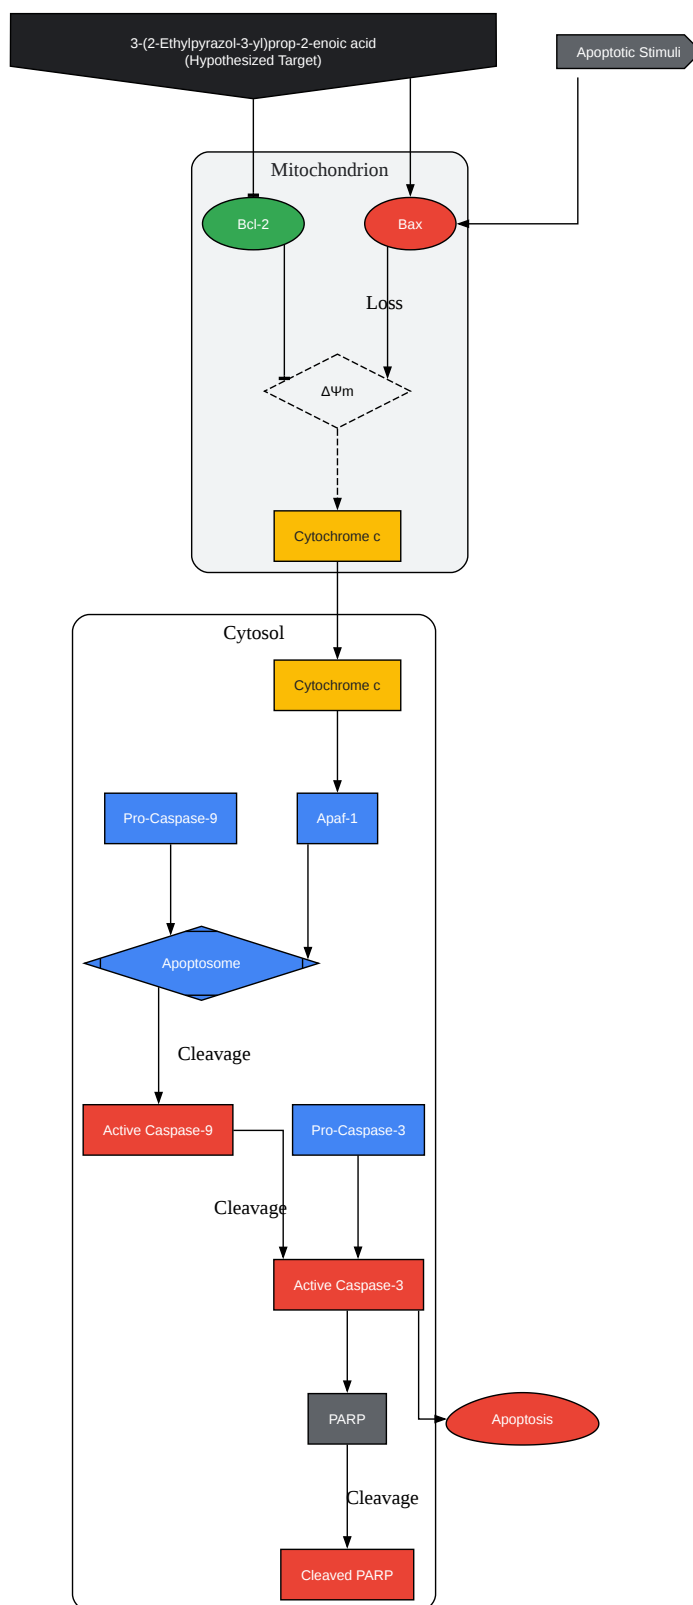 3-(2-Ethylpyrazol-3-yl)prop-2-enoic acid
(Hypothesized Target)
Apoptotic Stimuli
Mitochondrion
Bcl-2
Bax
Loss
ΔΨm
Cytochrome c
Cytosol
Cytochrome c
Pro-Caspase-9
Apaf-1
Apoptosome
Cleavage
Active Caspase-9
Pro-Caspase-3
Cleavage
Active Caspase-3
PARP
Apoptosis
Cleavage
Cleaved PARP